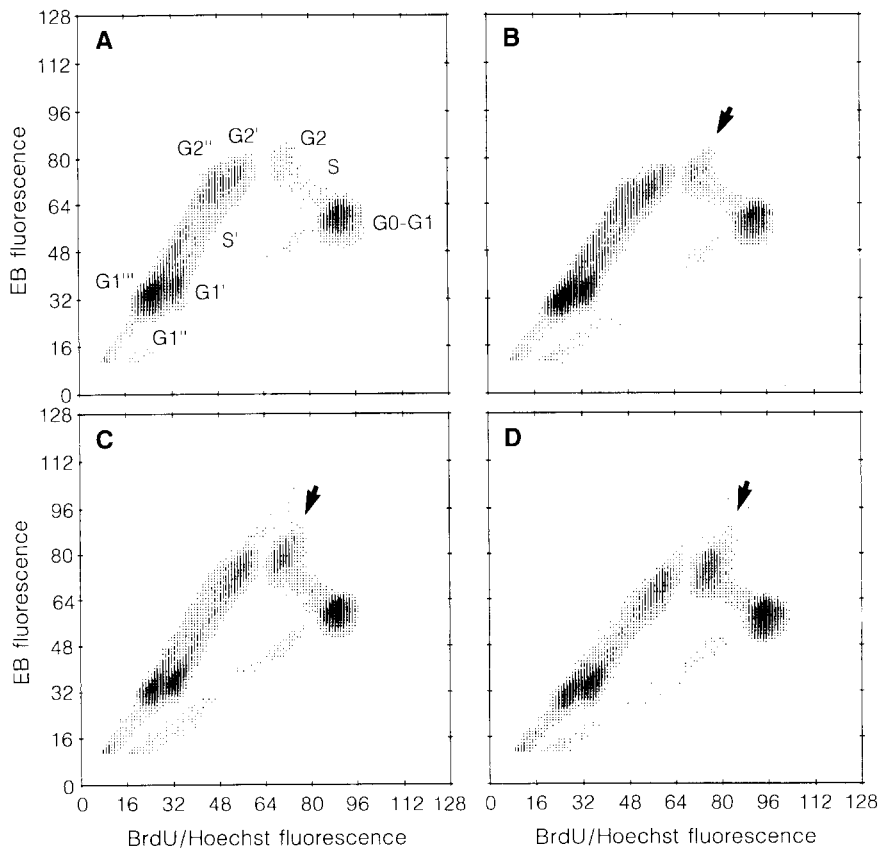 128
112
96
80
64
48
32
16
0
EB fluorescence
A
G2'' G2' G2
S
G0-G1
S'
G1''' G1'
G1''
B
128
112
96
80
64
48
32
16
0
EB fluorescence
C
D
0 16 32 48 64 80 96 112 128
0 16 32 48 64 80 96 112 128
BrdU/Hoechst fluorescence
BrdU/Hoechst fluorescence